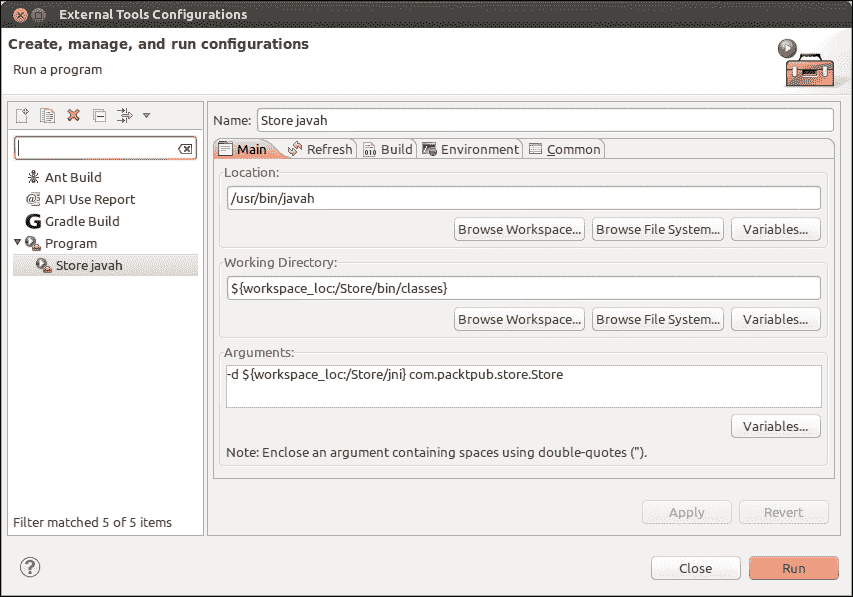 External Tools Configurations
Create, manage, and run configurations
Run a program
Name: Store javah
Main Refresh Build Environment Common
Ant Build
API Use Report
Gradle Build
Program
Store javah
Filter matched 5 of 5 items
Location:
/usr/bin/javah
Browse Workspace... Browse File System... Variables...
Working Directory:
${workspace_loc:/Store/bin/classes}
Browse Workspace... Browse File System... Variables...
Arguments:
-d ${workspace_loc:/Store/jni} com.packtpub.store.Store
Variables...
Note: Enclose an argument containing spaces using double-quotes (").
Apply Revert
? Close Run